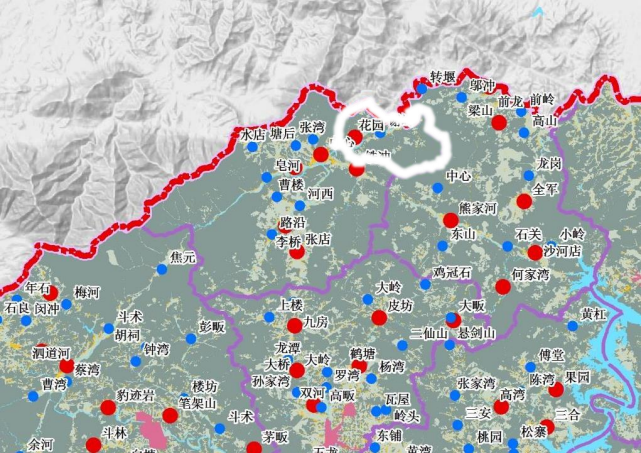 转堰
邬冲
前龙
前岭
梁山
高山
花园
张湾
塘后
水店
皂河
龙岗
中心
曹楼
河西
全军
熊家河
路沿
李桥
张店
东山
石关
小岭
沙河店
焦元
鸡冠石
何家湾
年石
梅河
石良
闵冲
大岭
上楼
皮坊
九房
大畈
黄杠
斗术
胡祠
彭畈
二仙山
悬剑山
泗道河
钟湾
龙潭
大桥
大岭
鹤塘
杨湾
傅堂
陈湾
果园
蔡湾
曹湾
孙家湾
罗湾
张家湾
楼坊
双河
高畈
瓦屋
高湾
豹迹岩
笔架山
岭头
三安
三合
斗林
斗术
茅畈
东铺
桃园
松寨
余河
黄湾